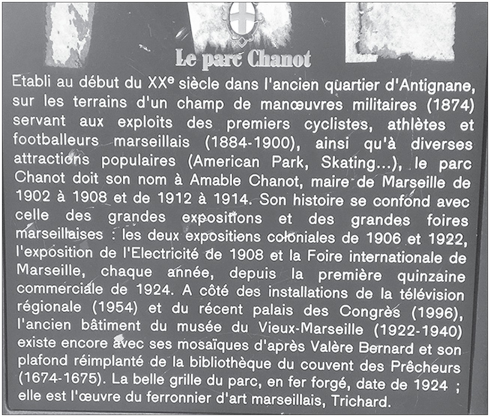 Le parc Chanot
Etabli au début du XXe siècle dans l'ancien quartier d'Antignane,
sur les terrains d'un champ de manœuvres militaires (1874)
servant aux exploits des premiers cyclistes, athlètes et
footballeurs marseillais (1884-1900), ainsi qu'à diverses
attractions populaires (American Park, Skating...), le parc
Chanot doit son nom à Amable Chanot, maire de Marseille de
1902 à 1908 et de 1912 à 1914. Son histoire se confond avec
celle des grandes expositions et des grandes foires
marseillaises : les deux expositions coloniales de 1906 et 1922,
l'exposition de l'Electricité de 1908 et la Foire internationale de
Marseille, chaque année, depuis la première quinzaine
commerciale de 1924. A côté des installations de la télévision
régionale (1954) et du récent palais des Congrès (1996),
l'ancien bâtiment du musée du Vieux-Marseille (1922-1940)
existe encore avec ses mosaïques d'après Valère Bernard et son
plafond réimplanté de la bibliothèque du couvent des Prêcheurs
(1674-1675). La belle grille du parc, en fer forgé, date de 1924 ;
elle est l'œuvre du ferronnier d'art marseillais, Trichard.